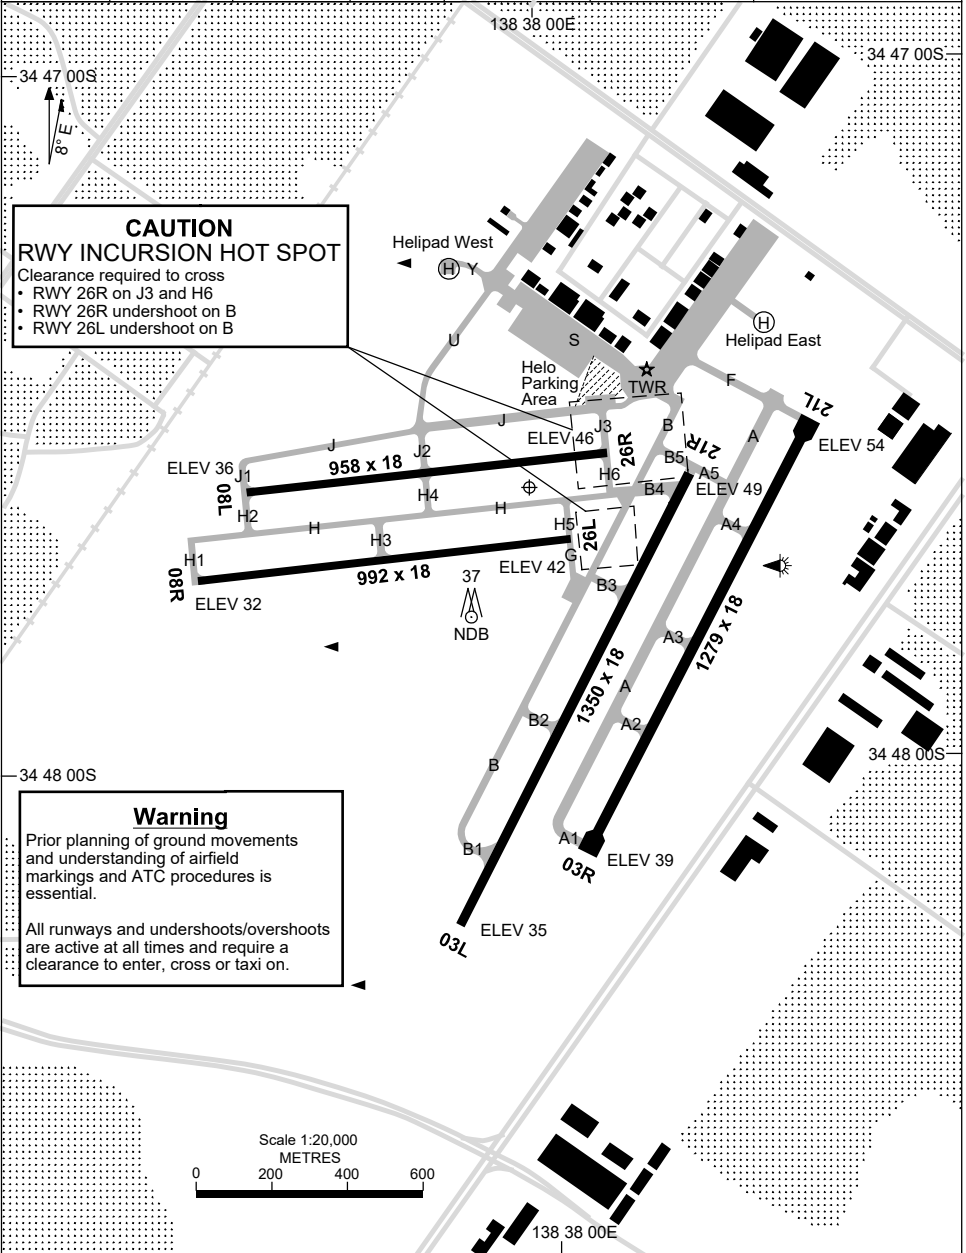 138 38 00E
34 47 00S
34 47 00S
8° E
CAUTION
RWY INCURSION HOT SPOT
Clearance required to cross
• RWY 26R on J3 and H6
• RWY 26R undershoot on B
• RWY 26L undershoot on B
Helipad West
H
Y
H
Helipad East
U
S
Helo
Parking
Area
TWR
F
21L
ELEV 54
J
J
J2
J3
ELEV 46
26R
B
21R
A
B5
A5
ELEV 36
958 x 18
J1
08L
H2
H4
H6
B4
ELEV 49
H
H
H3
H5
26L
A4
H1
G
08R
992 x 18
ELEV 42
ELEV 32
37
NDB
B3
A3
1279 x 18
1350 x 18
A
A2
B2
B
34 48 00S
34 48 00S
B1
A1
03R
ELEV 39
03L
ELEV 35
Warning
Prior planning of ground movements
and understanding of airfield
markings and ATC procedures is
essential.
All runways and undershoots/overshoots
are active at all times and require a
clearance to enter, cross or taxi on.
Scale 1:20,000
METRES
0 200 400 600
138 38 00E